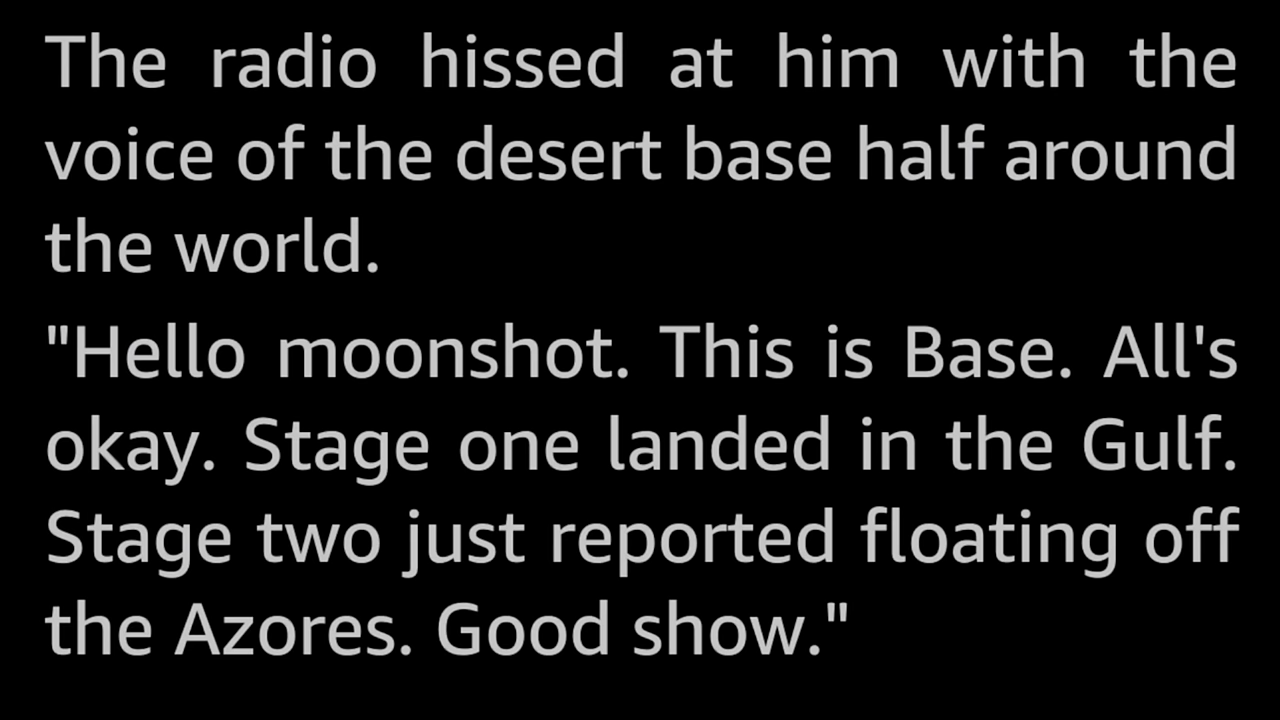 The radio hissed at him with the
voice of the desert base half around
the world.
"Hello moonshot. This is Base. All's
okay. Stage one landed in the Gulf.
Stage two just reported floating off
the Azores. Good show."